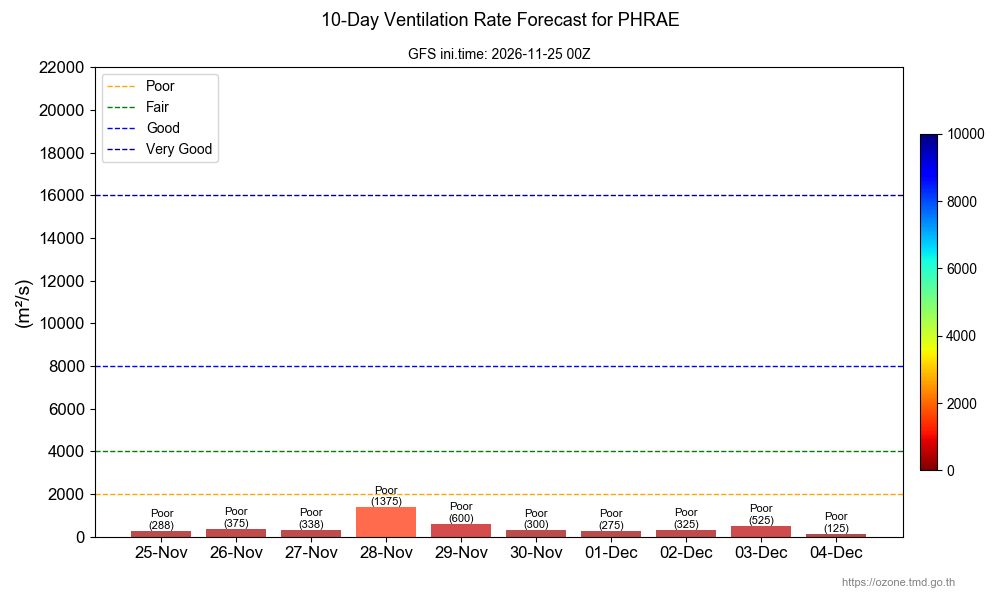 10-Day Ventilation Rate Forecast for PHRAE
GFS ini.time: 2026-11-25 00Z
22000
20000
18000
16000
14000
12000
10000
8000
6000
4000
2000
0
(m²/s)
Poor
Fair
Good
Very Good
Poor
(288)
Poor
(375)
Poor
(338)
Poor
(1375)
Poor
(600)
Poor
(300)
Poor
(275)
Poor
(325)
Poor
(525)
Poor
(125)
25-Nov 26-Nov 27-Nov 28-Nov 29-Nov 30-Nov 01-Dec 02-Dec 03-Dec 04-Dec
10000
8000
6000
4000
2000
0
https://ozone.tmd.go.th